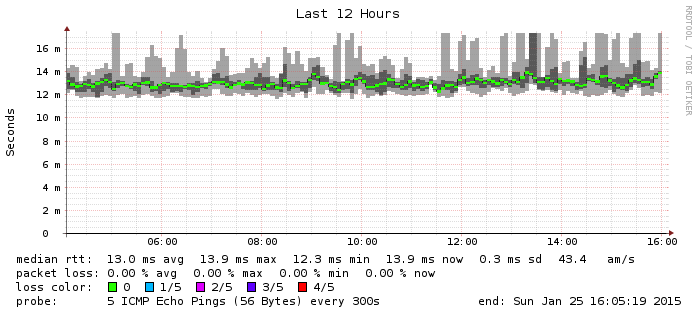 Last 12 Hours
RRDTOOL / TOBI OETIKER
Seconds
16 m
14 m
12 m
10 m
8 m
6 m
4 m
2 m
0
06:00 08:00 10:00 12:00 14:00 16:00
median rtt: 13.0 ms avg 13.9 ms max 12.3 ms min 13.9 ms now 0.3 ms sd 43.4 am/s
packet loss: 0.00 % avg 0.00 % max 0.00 % min 0.00 % now
loss color: 0 1/5 2/5 3/5 4/5
probe: 5 ICMP Echo Pings (56 Bytes) every 300s end: Sun Jan 25 16:05:19 2015